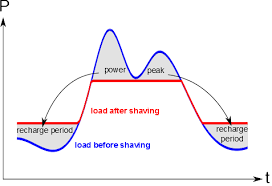 P
power peak
load after shaving
recharge period
recharge
period
load before shaving
t